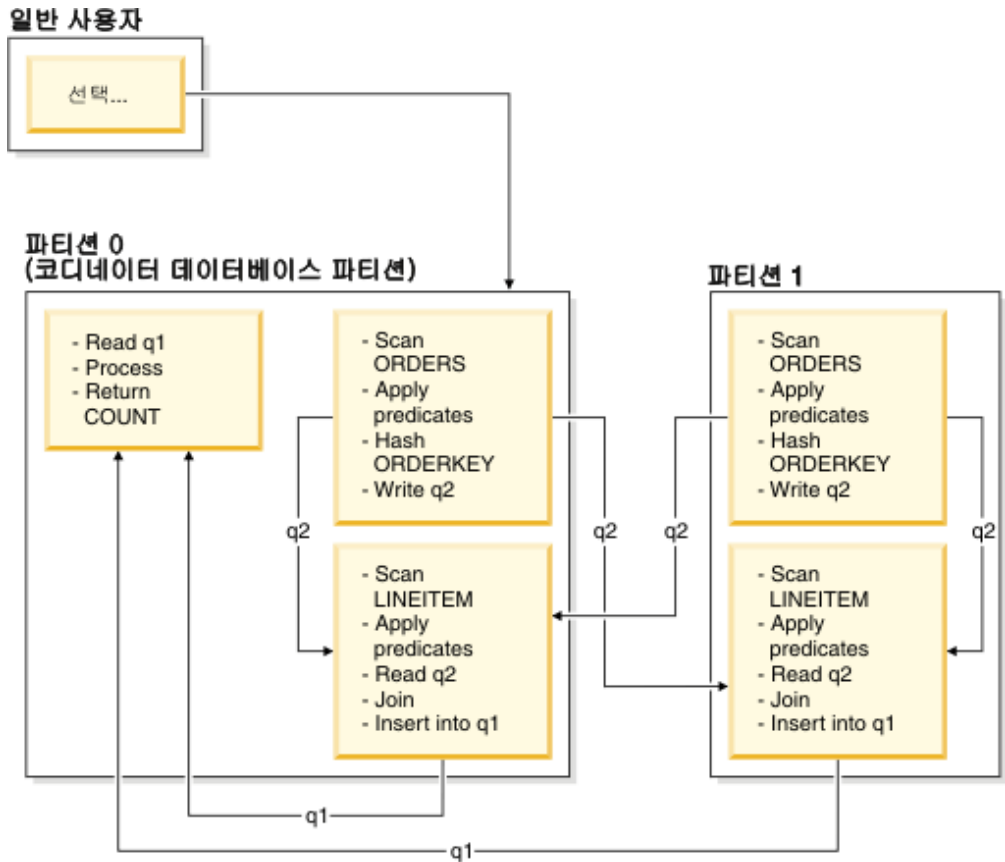 일반 사용자
선택...
파티션 0
(코디네이터 데이터베이스 파티션)
- Read q1
- Process
- Return
COUNT
- Scan
ORDERS
- Apply
predicates
- Hash
ORDERKEY
- Write q2
q2
q2
- Scan
LINEITEM
- Apply
predicates
- Read q2
- Join
- Insert into q1
파티션 1
- Scan
ORDERS
- Apply
predicates
- Hash
ORDERKEY
- Write q2
q2
q2
- Scan
LINEITEM
- Apply
predicates
- Read q2
- Join
- Insert into q1
q1
q1